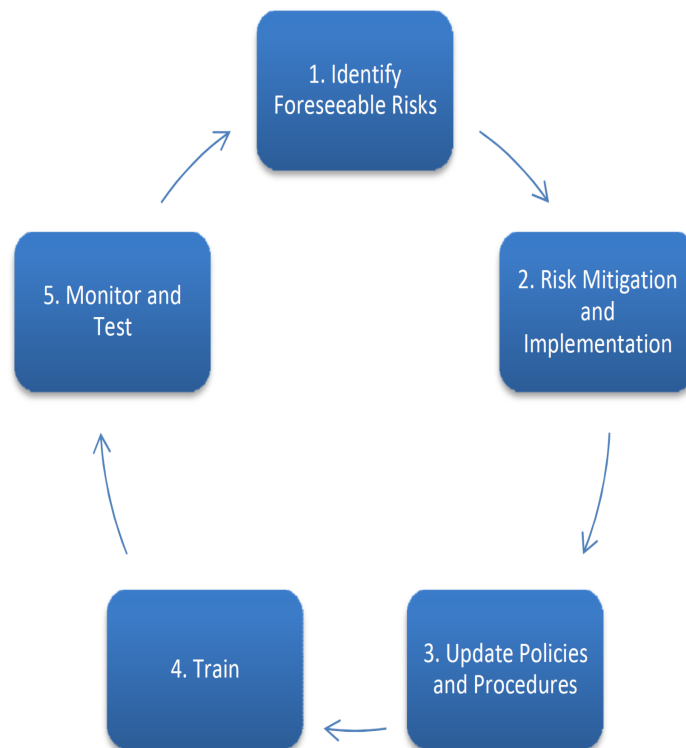 1. Identify
Foreseeable Risks
2. Risk Mitigation
and
Implementation
3. Update Policies
and Procedures
4. Train
5. Monitor and
Test